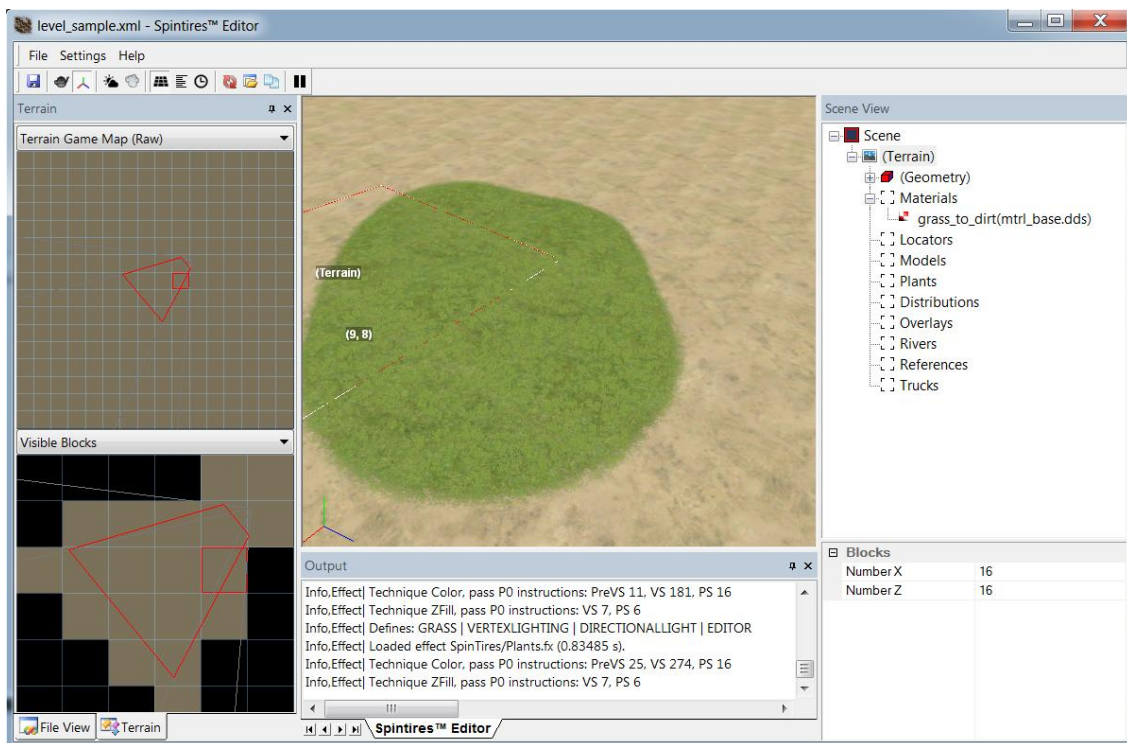 level_sample.xml - Spintires™ Editor
File Settings Help
Terrain
Terrain Game Map (Raw)
Visible Blocks
File View
Terrain
(Terrain)
(9, 8)
Output
Info,Effect| Technique Color, pass P0 instructions: PreVS 11, VS 181, PS 16
Info,Effect| Technique ZFill, pass P0 instructions: VS 7, PS 6
Info,Effect| Defines: GRASS | VERTEXLIGHTING | DIRECTIONALLIGHT | EDITOR
Info,Effect| Loaded effect SpinTires/Plants.fx (0.83485 s).
Info,Effect| Technique Color, pass P0 instructions: PreVS 25, VS 274, PS 16
Info,Effect| Technique ZFill, pass P0 instructions: VS 7, PS 6
Spintires™ Editor
Scene View
Scene
(Terrain)
(Geometry)
Materials
grass_to_dirt(mtrl_base.dds)
Locators
Models
Plants
Distributions
Overlays
Rivers
References
Trucks
Blocks
Number X 16
Number Z 16